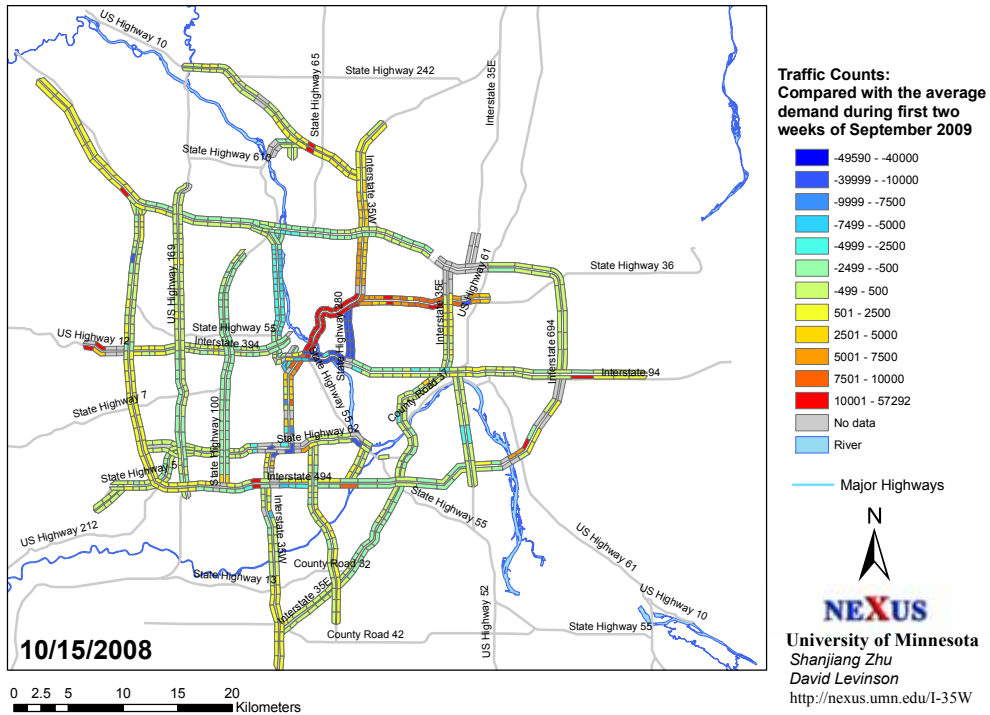 US Highway 10
State Highway 65
State Highway 242
Interstate 35E
State Highway 610
Interstate 35W
US Highway 169
US Highway 61
State Highway 36
State Highway 280
Interstate 35E
Interstate 694
US Highway 12
State Highway 55
Interstate 394
State Highway 55
County Road 37
Interstate 94
State Highway 7
State Highway 100
State Highway 62
State Highway 5
Interstate 494
State Highway 55
US Highway 212
Interstate 35W
US Highway 61
County Road 32
State Highway 13
Interstate 35E
US Highway 52
US Highway 10
State Highway 55
County Road 42
10/15/2008
0 2.5 5 10 15 20
Kilometers
Traffic Counts:
Compared with the average
demand during first two
weeks of September 2009
-49590 - -40000
-39999 - -10000
-9999 - -7500
-7499 - -5000
-4999 - -2500
-2499 - -500
-499 - 500
501 - 2500
2501 - 5000
5001 - 7500
7501 - 10000
10001 - 57292
No data
River
Major Highways
N
NEXUS
University of Minnesota
Shanjiang Zhu
David Levinson
http://nexus.umn.edu/I-35W